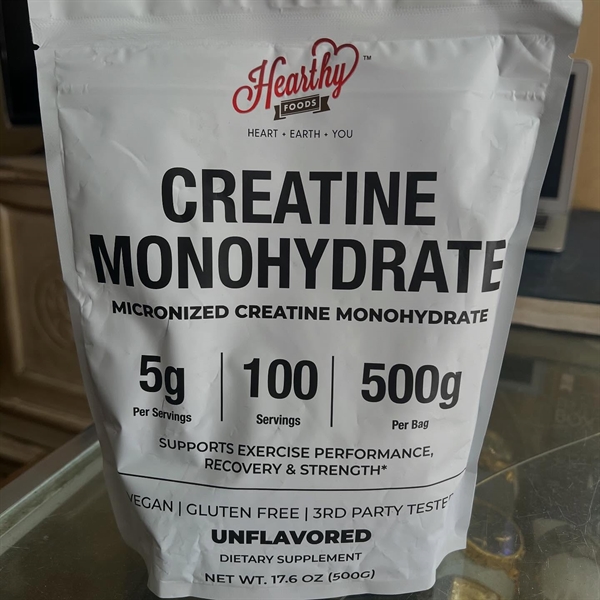 Hearthy™
FOODS
HEART • EARTH • YOU
CREATINE
MONOHYDRATE
MICRONIZED CREATINE MONOHYDRATE
5g 100 500g
Per Servings Servings Per Bag
SUPPORTS EXERCISE PERFORMANCE,
RECOVERY & STRENGTH*
VEGAN | GLUTEN FREE | 3RD PARTY TESTED
UNFLAVORED
DIETARY SUPPLEMENT
NET WT. 17.6 OZ (500G)